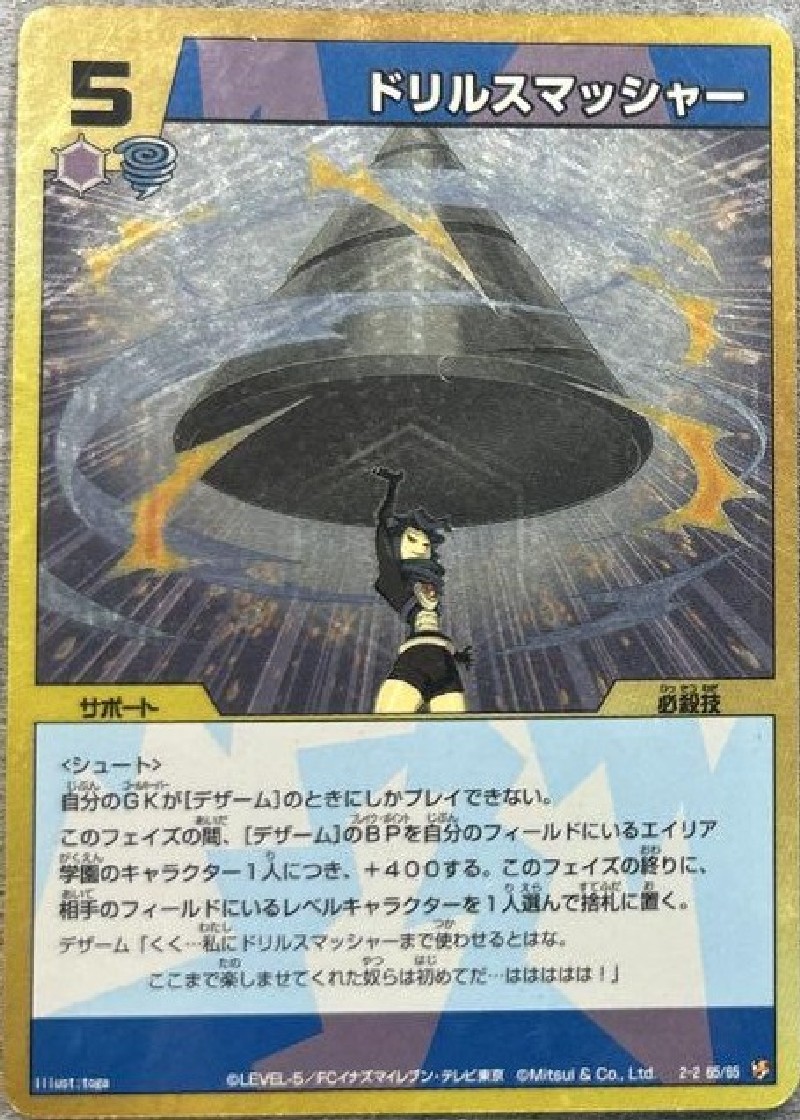 5
ドリルスマッシャー
サポート
必殺技
<シュート>
自分のGKが[デザーム]のときにしかプレイできない。
このフェイズの間、[デザーム]のBPを自分のフィールドにいるエイリア
学園のキャラクター1人につき、+400する。このフェイズの終りに、
相手のフィールドにいるレベルキャラクターを1人選んで捨札に置く。
デザーム「くく…私にドリルスマッシャーまで使わせるとはな。
ここまで楽しませてくれた奴らは初めてだ…ははははは!」
illust.toga
©LEVEL-5/FCイナズマイレブン・テレビ東京 ©Mitsui & Co., Ltd. 2-2 65/65